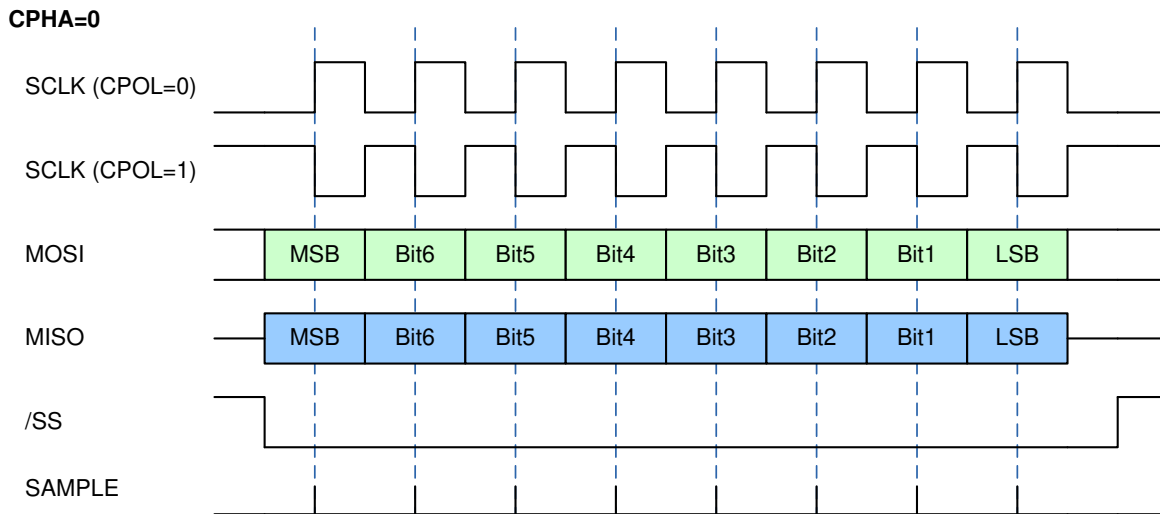 CPHA=0
SCLK (CPOL=0)
SCLK (CPOL=1)
MOSI MSB Bit6 Bit5 Bit4 Bit3 Bit2 Bit1 LSB
MISO MSB Bit6 Bit5 Bit4 Bit3 Bit2 Bit1 LSB
/SS
SAMPLE